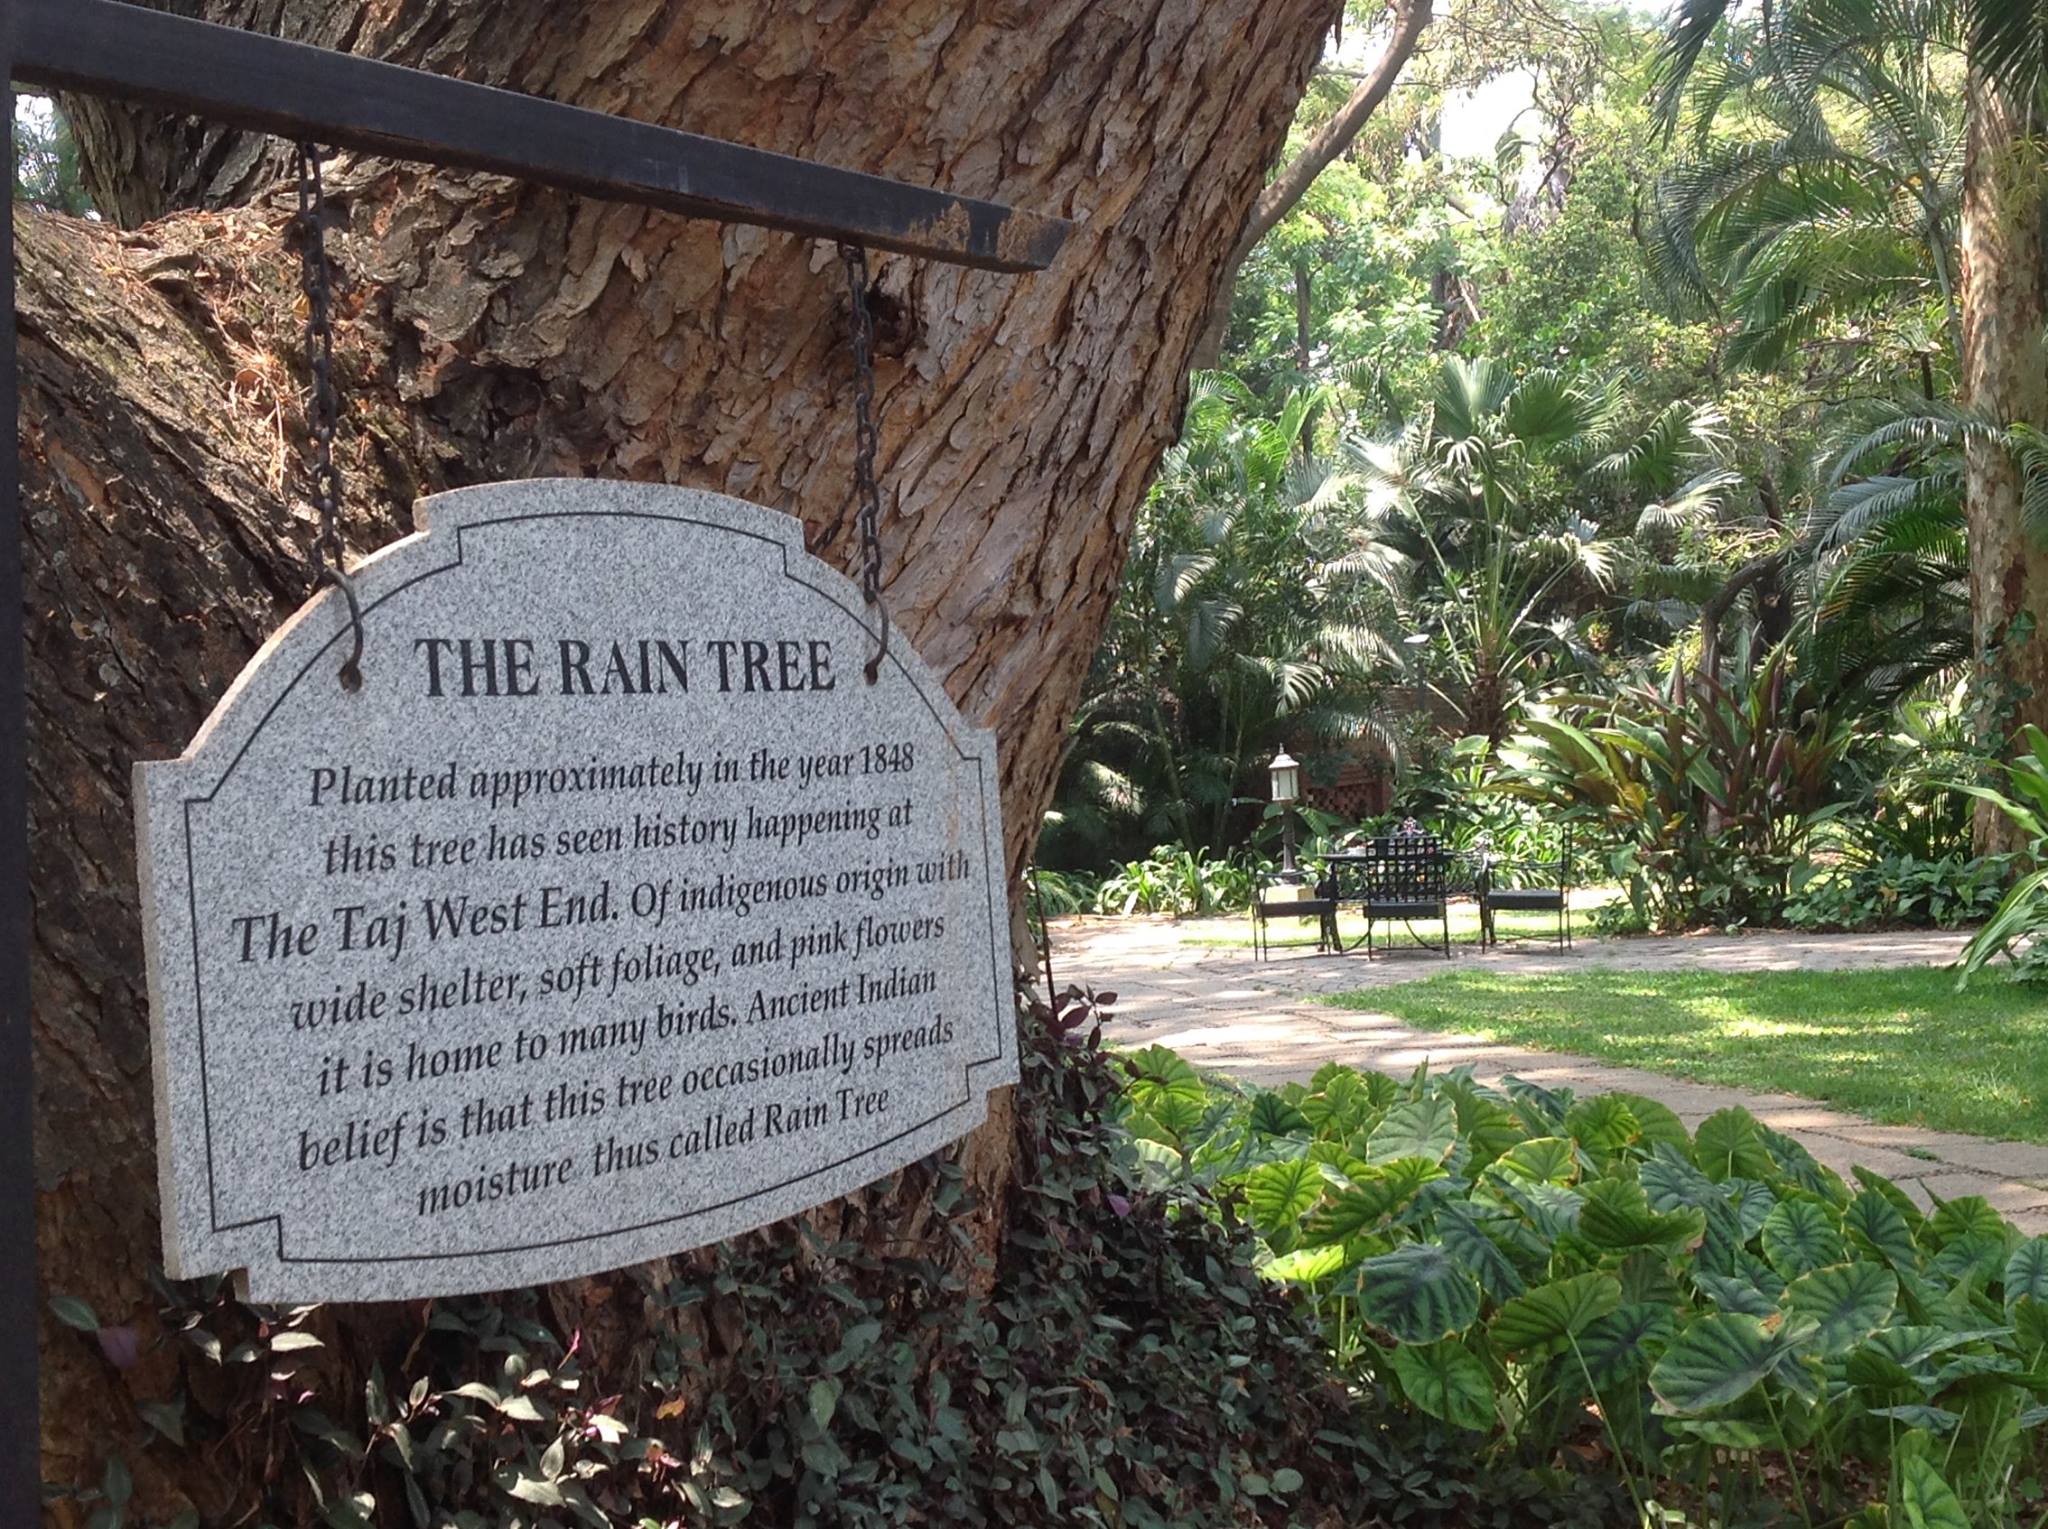 THE RAIN TREE
Planted approximately in the year 1848
this tree has seen history happening at
The Taj West End. Of indigenous origin with
wide shelter, soft foliage, and pink flowers
it is home to many birds. Ancient Indian
belief is that this tree occasionally spreads
moisture thus called Rain Tree